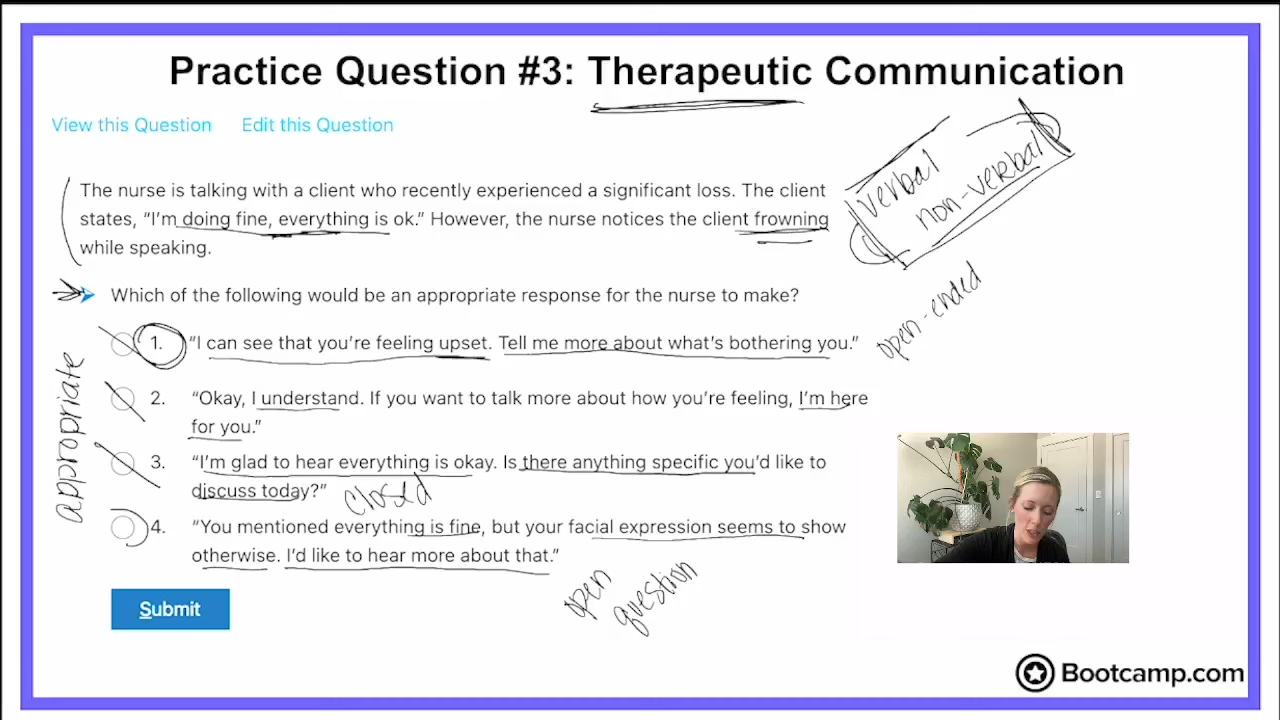 Practice Question #3: Therapeutic Communication
View this Question Edit this Question
The nurse is talking with a client who recently experienced a significant loss. The client
states, “I’m doing fine, everything is ok.” However, the nurse notices the client frowning
while speaking.
verbal
non-verbal
Which of the following would be an appropriate response for the nurse to make?
open-ended
appropriate
1. “I can see that you’re feeling upset. Tell me more about what’s bothering you.”
2. “Okay, I understand. If you want to talk more about how you’re feeling, I’m here
for you.”
3. “I’m glad to hear everything is okay. Is there anything specific you’d like to
discuss today?”
closed
4. “You mentioned everything is fine, but your facial expression seems to show
otherwise. I’d like to hear more about that.”
open
question
Submit
Bootcamp.com